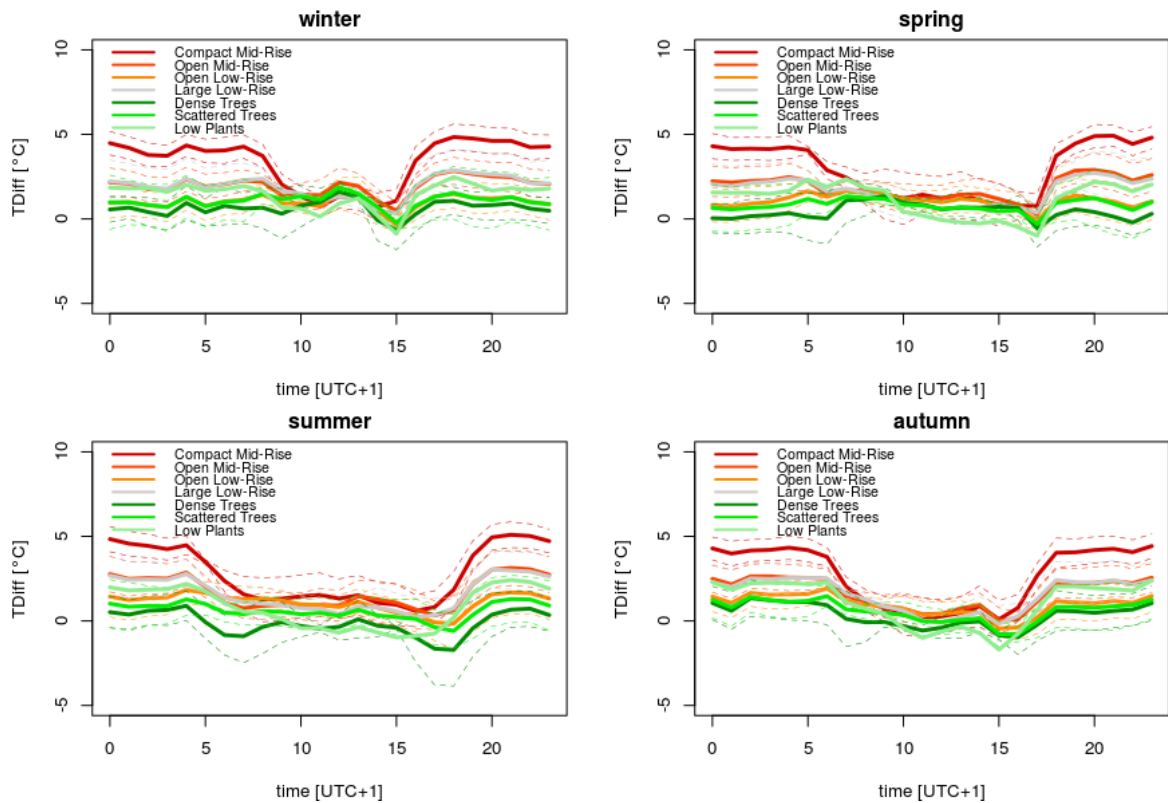 winter
10
5
0
-5
TDiff [°C]
Compact Mid-Rise
Open Mid-Rise
Open Low-Rise
Large Low-Rise
Dense Trees
Scattered Trees
Low Plants
0 5 10 15 20
time [UTC+1]
spring
10
5
0
-5
TDiff [°C]
Compact Mid-Rise
Open Mid-Rise
Open Low-Rise
Large Low-Rise
Dense Trees
Scattered Trees
Low Plants
0 5 10 15 20
time [UTC+1]
summer
10
5
0
-5
TDiff [°C]
Compact Mid-Rise
Open Mid-Rise
Open Low-Rise
Large Low-Rise
Dense Trees
Scattered Trees
Low Plants
0 5 10 15 20
time [UTC+1]
autumn
10
5
0
-5
TDiff [°C]
Compact Mid-Rise
Open Mid-Rise
Open Low-Rise
Large Low-Rise
Dense Trees
Scattered Trees
Low Plants
0 5 10 15 20
time [UTC+1]